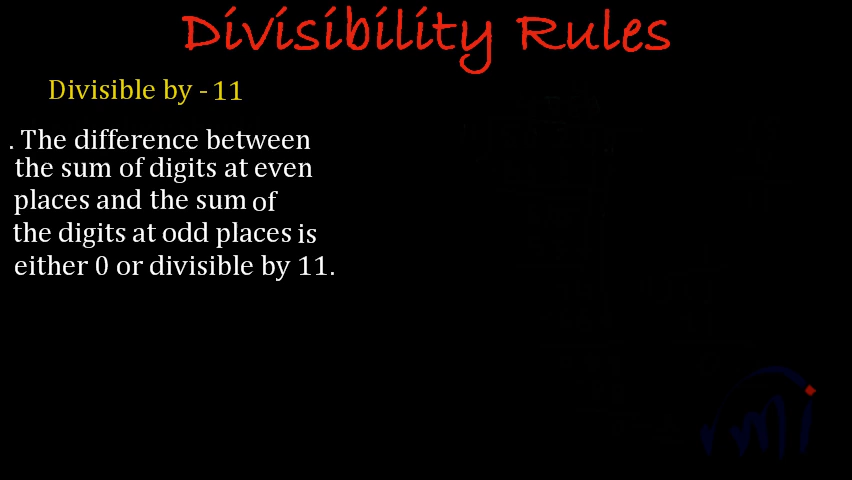 Divisibility Rules
Divisible by - 11
. The difference between
the sum of digits at even
places and the sum of
the digits at odd places is
either 0 or divisible by 11.